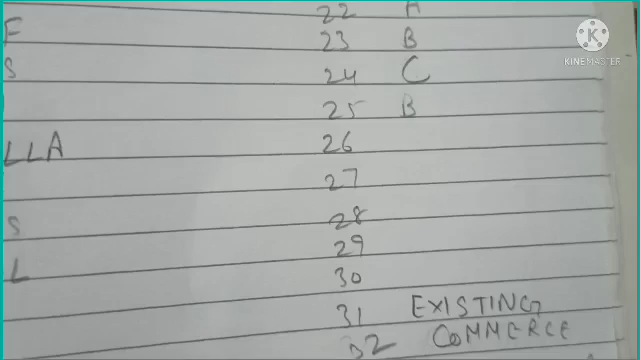 22 A
F 23 B
S 24 C
25 B
LLA 26
27
S 28
29
L 30
31 EXISTING
32 COMMERCE
KINEMASTER